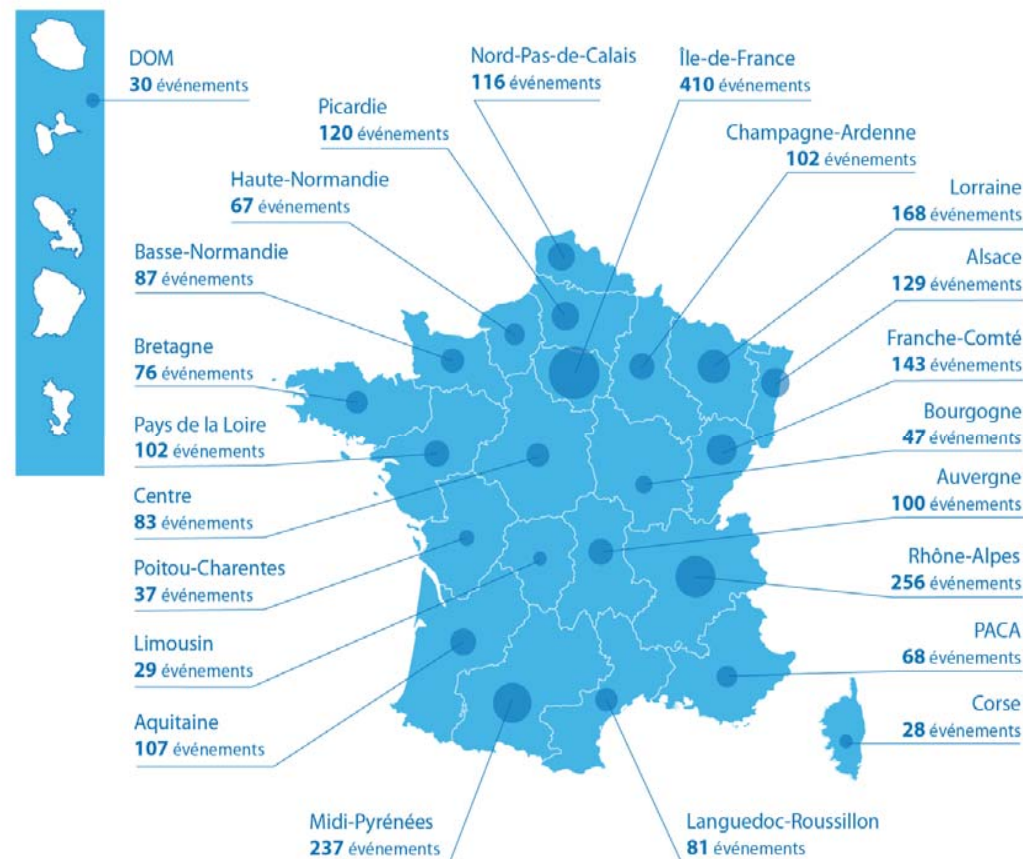 DOM
30 événements
Nord-Pas-de-Calais
116 événements
Île-de-France
410 événements
Picardie
120 événements
Champagne-Ardenne
102 événements
Haute-Normandie
67 événements
Lorraine
168 événements
Basse-Normandie
87 événements
Alsace
129 événements
Bretagne
76 événements
Franche-Comté
143 événements
Pays de la Loire
102 événements
Bourgogne
47 événements
Centre
83 événements
Auvergne
100 événements
Poitou-Charentes
37 événements
Rhône-Alpes
256 événements
Limousin
29 événements
PACA
68 événements
Aquitaine
107 événements
Corse
28 événements
Midi-Pyrénées
237 événements
Languedoc-Roussillon
81 événements